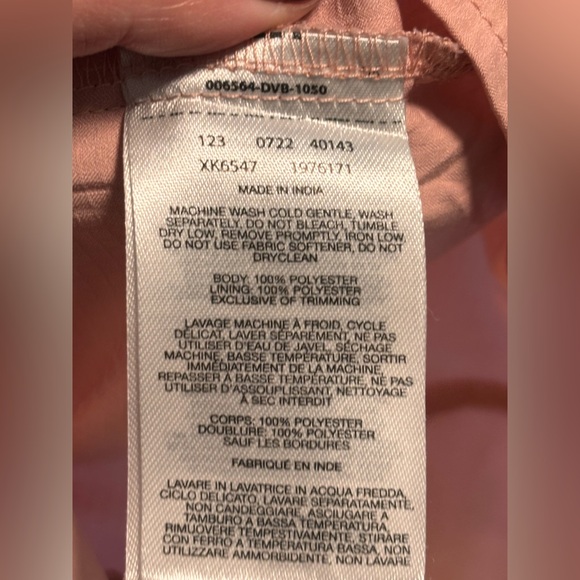 006564-DVB-1050
123 0722 40143
XK6547 1976171
MADE IN INDIA
MACHINE WASH COLD GENTLE, WASH
SEPARATELY, DO NOT BLEACH, TUMBLE
DRY LOW, REMOVE PROMPTLY, IRON LOW,
DO NOT USE FABRIC SOFTENER, DO NOT
DRYCLEAN
BODY: 100% POLYESTER
LINING: 100% POLYESTER
EXCLUSIVE OF TRIMMING
LAVAGE MACHINE À FROID, CYCLE
DÉLICAT, LAVER SÉPARÉMENT, NE PAS
UTILISER D'EAU DE JAVEL, SÉCHAGE
MACHINE, BASSE TEMPÉRATURE, SORTIR
IMMÉDIATEMENT DE LA MACHINE,
REPASSER À BASSE TEMPÉRATURE, NE PAS
UTILISER D'ASSOUPLISSANT, NETTOYAGE
À SEC INTERDIT
CORPS: 100% POLYESTER
DOUBLURE: 100% POLYESTER
SAUF LES BORDURES
FABRIQUÉ EN INDE
LAVARE IN LAVATRICE IN ACQUA FREDDA,
CICLO DELICATO, LAVARE SEPARATAMENTE,
NON CANDEGGIARE, ASCIUGARE A
TAMBURO A BASSA TEMPERATURA,
RIMUOVERE TEMPESTIVAMENTE, STIRARE
CON FERRO A TEMPERATURA BASSA, NON
UTILIZZARE AMMORBIDENTE, NON LAVARE